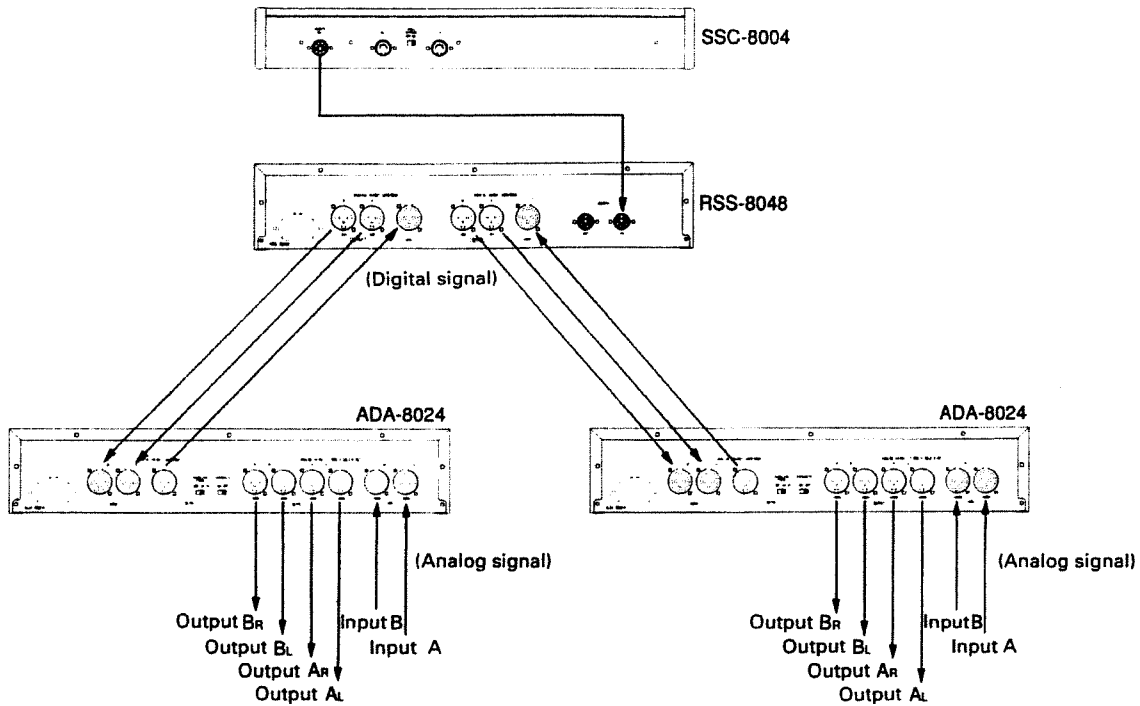 SSC-8004
RSS-8048
(Digital signal)
ADA-8024
ADA-8024
(Analog signal)
(Analog signal)
Output BR
Input B
Output BL
Input A
Output AR
Output AL
Output BR
Input B
Output BL
Input A
Output AR
Output AL